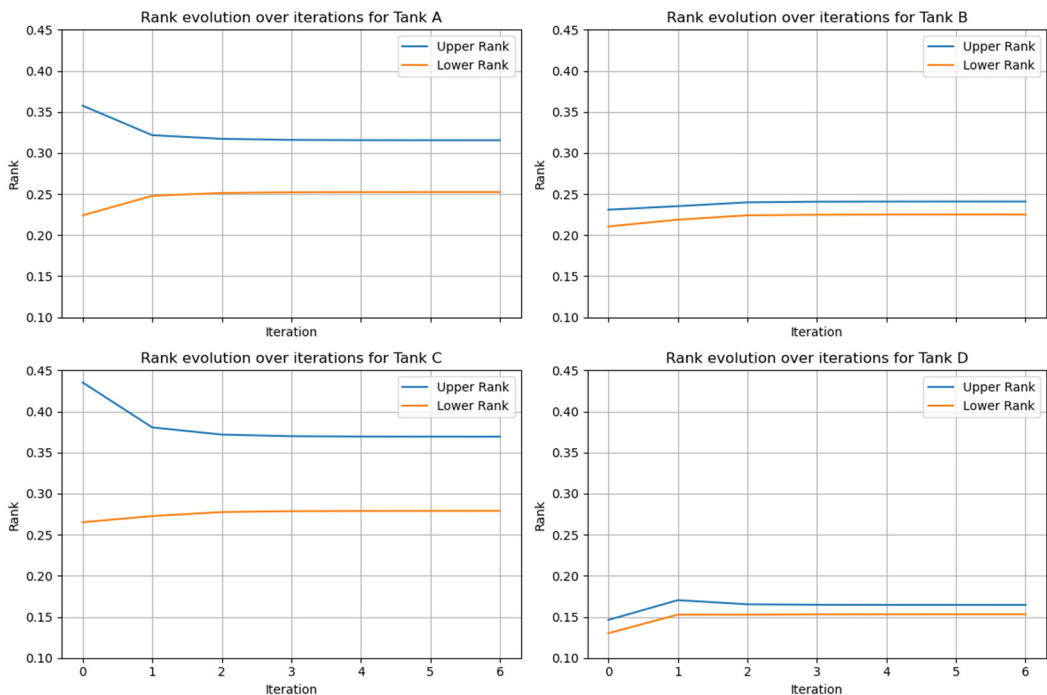 Rank evolution over iterations for Tank A
0.45
0.40
0.35
0.30
0.25
0.20
0.15
0.10
Rank
Upper Rank
Lower Rank
Iteration
Rank evolution over iterations for Tank B
0.45
0.40
0.35
0.30
0.25
0.20
0.15
0.10
Rank
Upper Rank
Lower Rank
Iteration
Rank evolution over iterations for Tank C
0.45
0.40
0.35
0.30
0.25
0.20
0.15
0.10
Rank
Upper Rank
Lower Rank
0 1 2 3 4 5 6
Iteration
Rank evolution over iterations for Tank D
0.45
0.40
0.35
0.30
0.25
0.20
0.15
0.10
Rank
Upper Rank
Lower Rank
0 1 2 3 4 5 6
Iteration